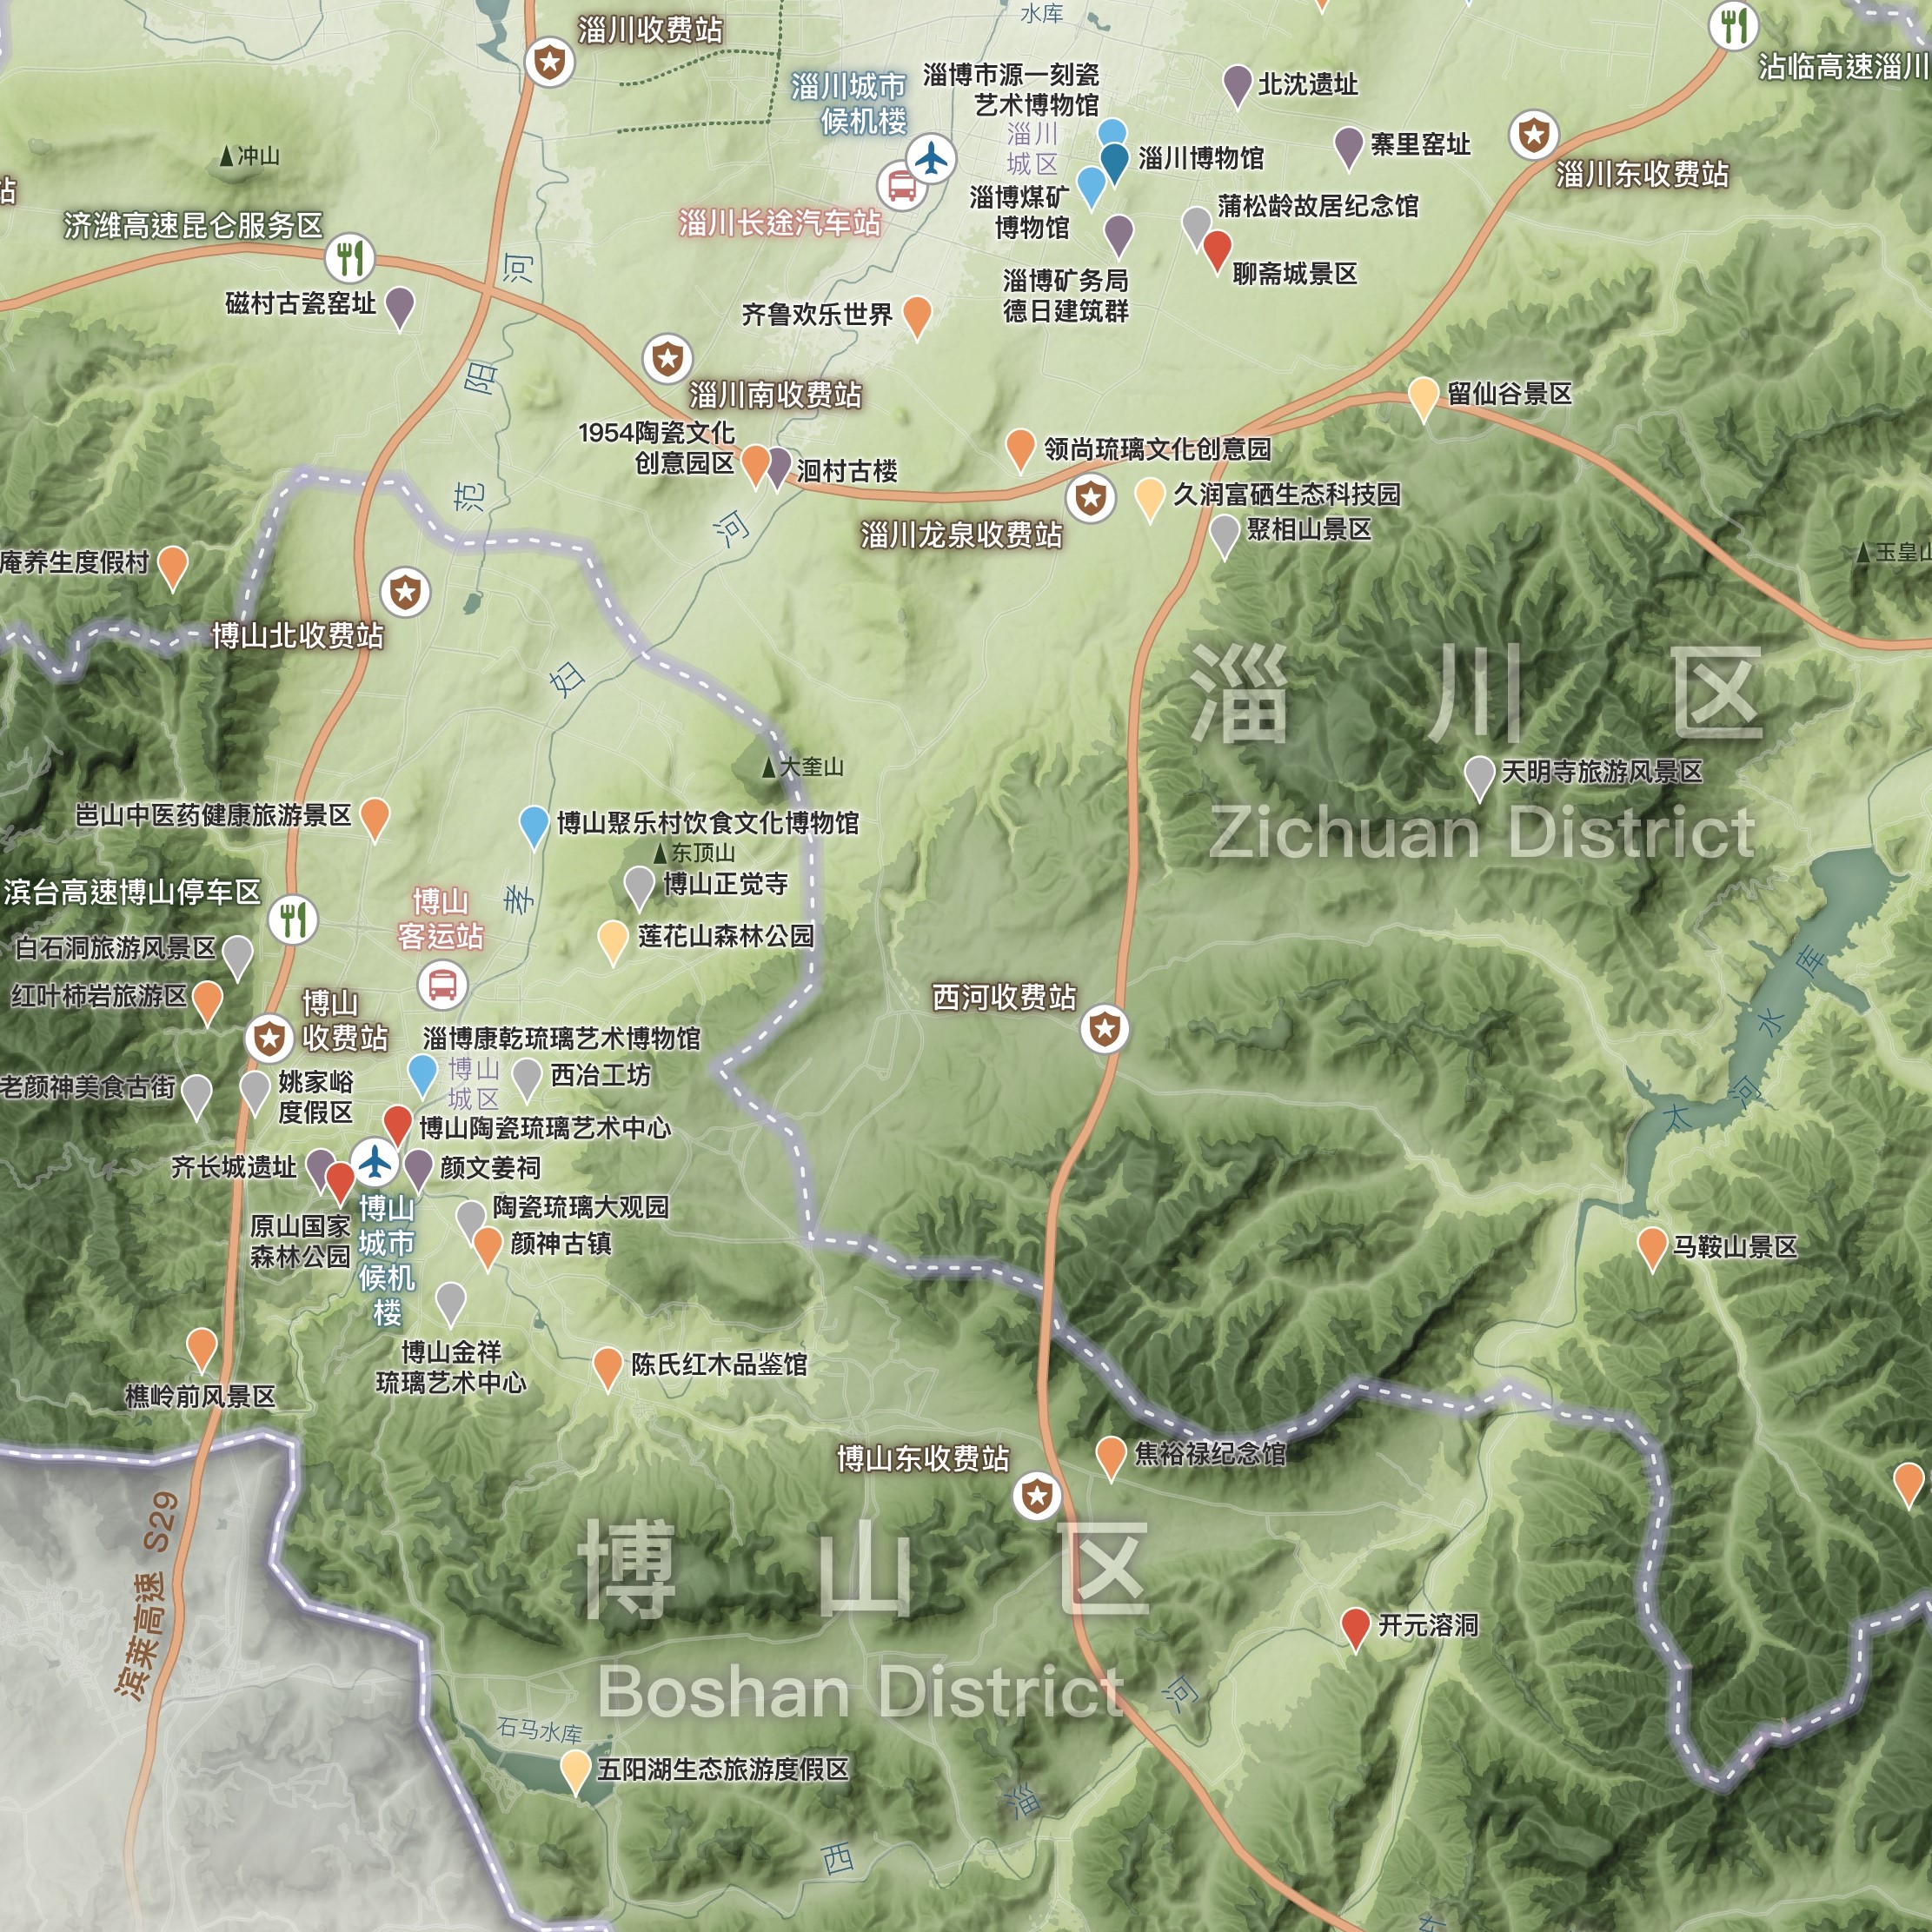 水库
淄川收费站
沾临高速淄川
淄川城市
候机楼
淄博市源一刻瓷
艺术博物馆
北沈遗址
淄川
城区
淄川博物馆
寨里窑址
淄川东收费站
冲山
站
济潍高速昆仑服务区
淄川长途汽车站
淄博煤矿
博物馆
蒲松龄故居纪念馆
聊斋城景区
淄博矿务局
德日建筑群
河
磁村古瓷窑址
齐鲁欢乐世界
阳
淄川南收费站
留仙谷景区
1954陶瓷文化
创意园区
洄村古楼
领尚琉璃文化创意园
范
久润富硒生态科技园
河
淄川龙泉收费站
聚相山景区
玉皇山
庵养生度假村
博山北收费站
妇
淄川区
Zichuan District
大奎山
天明寺旅游风景区
岜山中医药健康旅游景区
博山聚乐村饮食文化博物馆
东顶山
博山正觉寺
滨台高速博山停车区
孝
博山
客运站
莲花山森林公园
白石洞旅游风景区
红叶柿岩旅游区
库
水
河
太
西河收费站
博山
收费站
淄博康乾琉璃艺术博物馆
博山
城区
西冶工坊
老颜神美食古街
姚家峪
度假区
博山陶瓷琉璃艺术中心
齐长城遗址
颜文姜祠
原山国家
森林公园
博山
城市
候机
楼
陶瓷琉璃大观园
颜神古镇
马鞍山景区
博山金祥
琉璃艺术中心
陈氏红木品鉴馆
樵岭前风景区
博山东收费站
焦裕禄纪念馆
滨莱高速 S29
博山区
Boshan District
开元溶洞
河
石马水库
五阳湖生态旅游度假区
淄
西